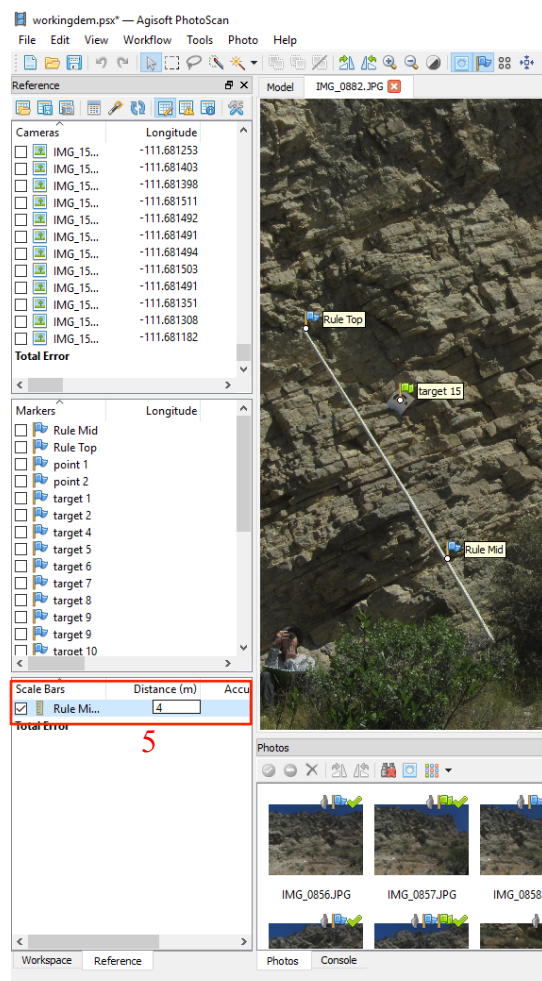 workingdem.psx* — Agisoft PhotoScan
File Edit View Workflow Tools Photo Help
Reference
Model IMG_0882.JPG
Cameras Longitude
IMG_15... -111.681253
IMG_15... -111.681403
IMG_15... -111.681398
IMG_15... -111.681511
IMG_15... -111.681492
IMG_15... -111.681491
IMG_15... -111.681494
IMG_15... -111.681503
IMG_15... -111.681491
IMG_15... -111.681351
IMG_15... -111.681308
IMG_15... -111.681182
Total Error
Markers Longitude
Rule Mid
Rule Top
point 1
point 2
target 1
target 2
target 4
target 5
target 6
target 7
target 8
target 9
target 9
target 10
Scale Bars Distance (m) Accu
Rule Mi... 4
Total Error
5
Workspace Reference
Rule Top
target 15
Rule Mid
Photos
IMG_0856.JPG IMG_0857.JPG IMG_0858
Photos Console